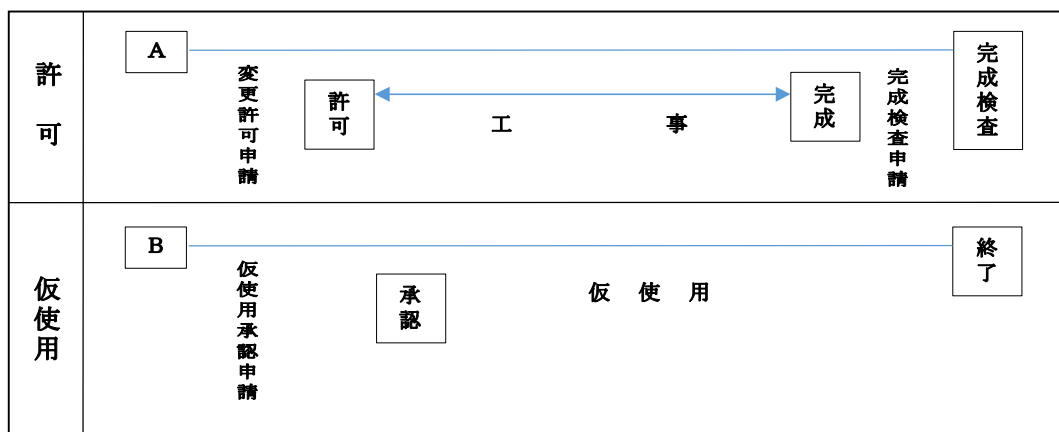 許可
A
変更許可申請
許可
工事
完成
完成検査申請
完成検査
仮使用
B
仮使用承認申請
承認
仮使用
終了